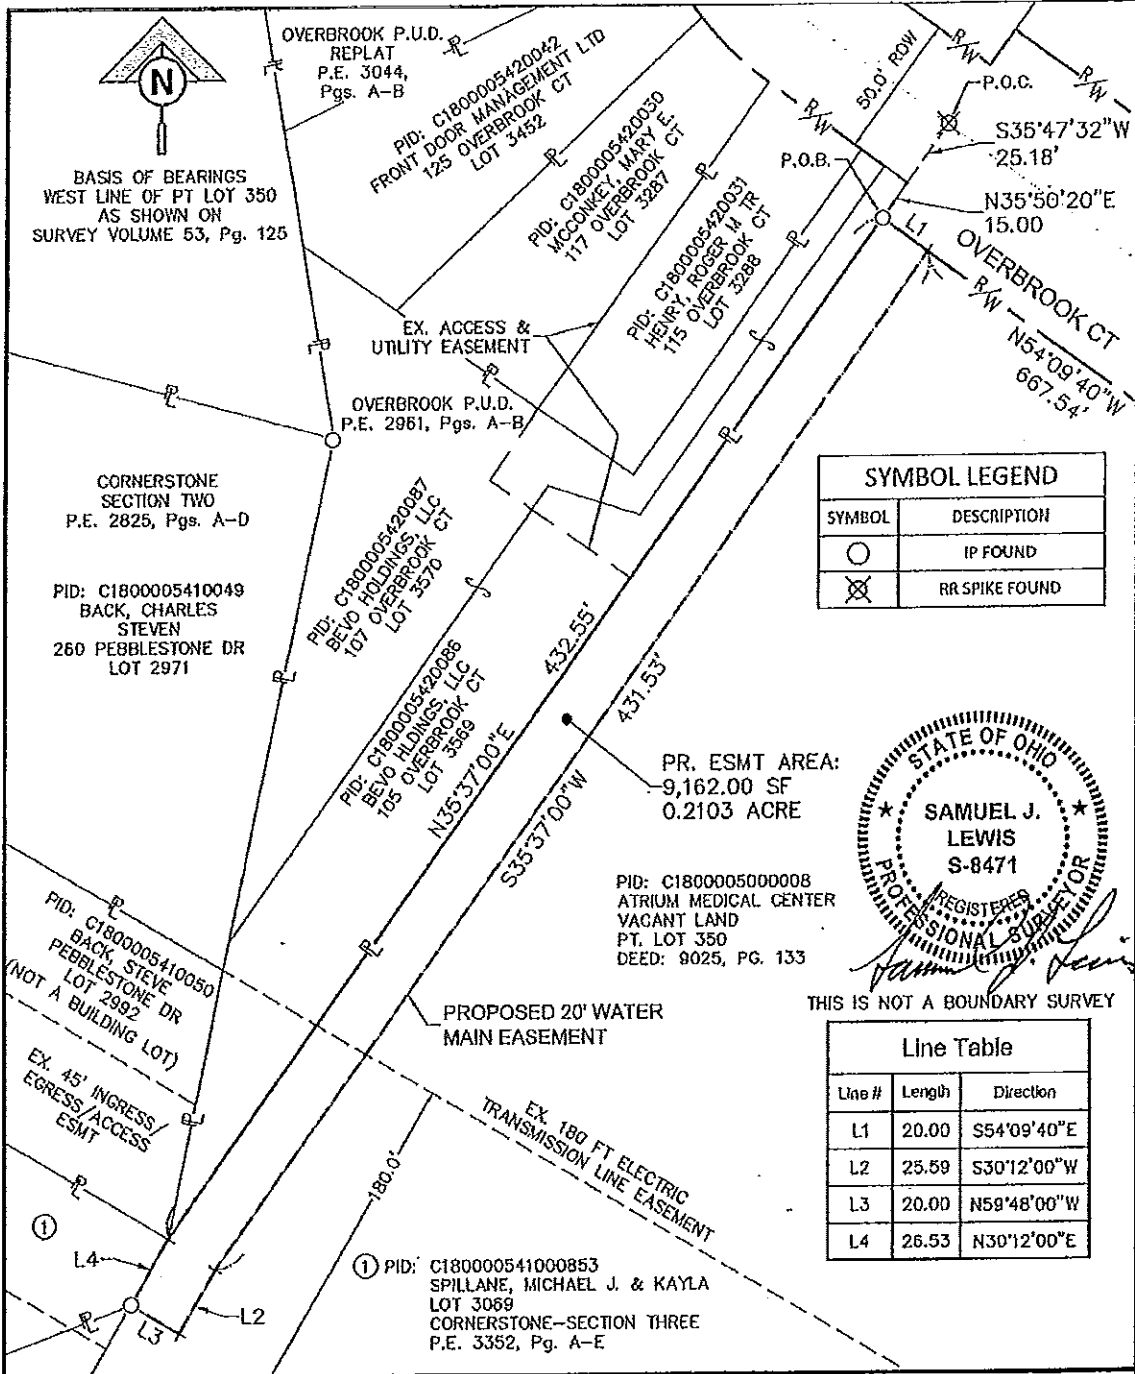 N
BASIS OF BEARINGS
WEST LINE OF PT LOT 350
AS SHOWN ON
SURVEY VOLUME 53, Pg. 125
OVERBROOK P.U.D.
REPLAT
P.E. 3044,
Pgs. A-B
PID: C1800005420042
FRONT DOOR MANAGEMENT LTD
125 OVERBROOK CT
LOT 3452
PID: C1800005420030
MCCONKEY, MARY E.
117 OVERBROOK CT
LOT 3287
PID: C1800005420031
HENRY, ROGER M TR
115 OVERBROOK CT
LOT 3288
50.0' ROW
R/W
R/W
R/W
R/W
P.O.C.
P.O.B.
S35°47'32"W
25.18'
N35°50'20"E
15.00
L1
OVERBROOK CT
N54°09'40"W
667.54'
EX. ACCESS &
UTILITY EASEMENT
OVERBROOK P.U.D.
P.E. 2961, Pgs. A-B
CORNERSTONE
SECTION TWO
P.E. 2825, Pgs. A-D
PID: C1800005410049
BACK, CHARLES
STEVEN
260 PEBBLESTONE DR
LOT 2971
PID: C1800005420087
BEVO HOLDINGS, LLC
107 OVERBROOK CT
LOT 3570
PID: C1800005420086
BEVO HLDINGS, LLC
105 OVERBROOK CT
LOT 3569
SYMBOL LEGEND
SYMBOL DESCRIPTION
IP FOUND
RR SPIKE FOUND
432.55'
431.53'
N35°37'00"E
S35°37'00"W
PR. ESMT AREA:
9,162.00 SF
0.2103 ACRE
STATE OF OHIO
SAMUEL J.
LEWIS
S-8471
REGISTERED
PROFESSIONAL SURVEYOR
Samuel J. Lewis
PID: C1800005000008
ATRIUM MEDICAL CENTER
VACANT LAND
PT. LOT 350
DEED: 9025, PG. 133
THIS IS NOT A BOUNDARY SURVEY
PID: C1800005410050
BACK, STEVE
PEBBLESTONE DR
LOT 2992
(NOT A BUILDING LOT)
EX. 45' INGRESS/
EGRESS/ACCESS
ESMT
PROPOSED 20' WATER
MAIN EASEMENT
EX. 180 FT ELECTRIC
TRANSMISSION LINE EASEMENT
180.0'
Line Table
Line # Length Direction
L1 20.00 S54°09'40"E
L2 25.59 S30°12'00"W
L3 20.00 N59°48'00"W
L4 26.53 N30°12'00"E
1
L4
L3
L2
1 PID: C180000541000853
SPILLANE, MICHAEL J. & KAYLA
LOT 3069
CORNERSTONE-SECTION THREE
P.E. 3352, Pg. A-E